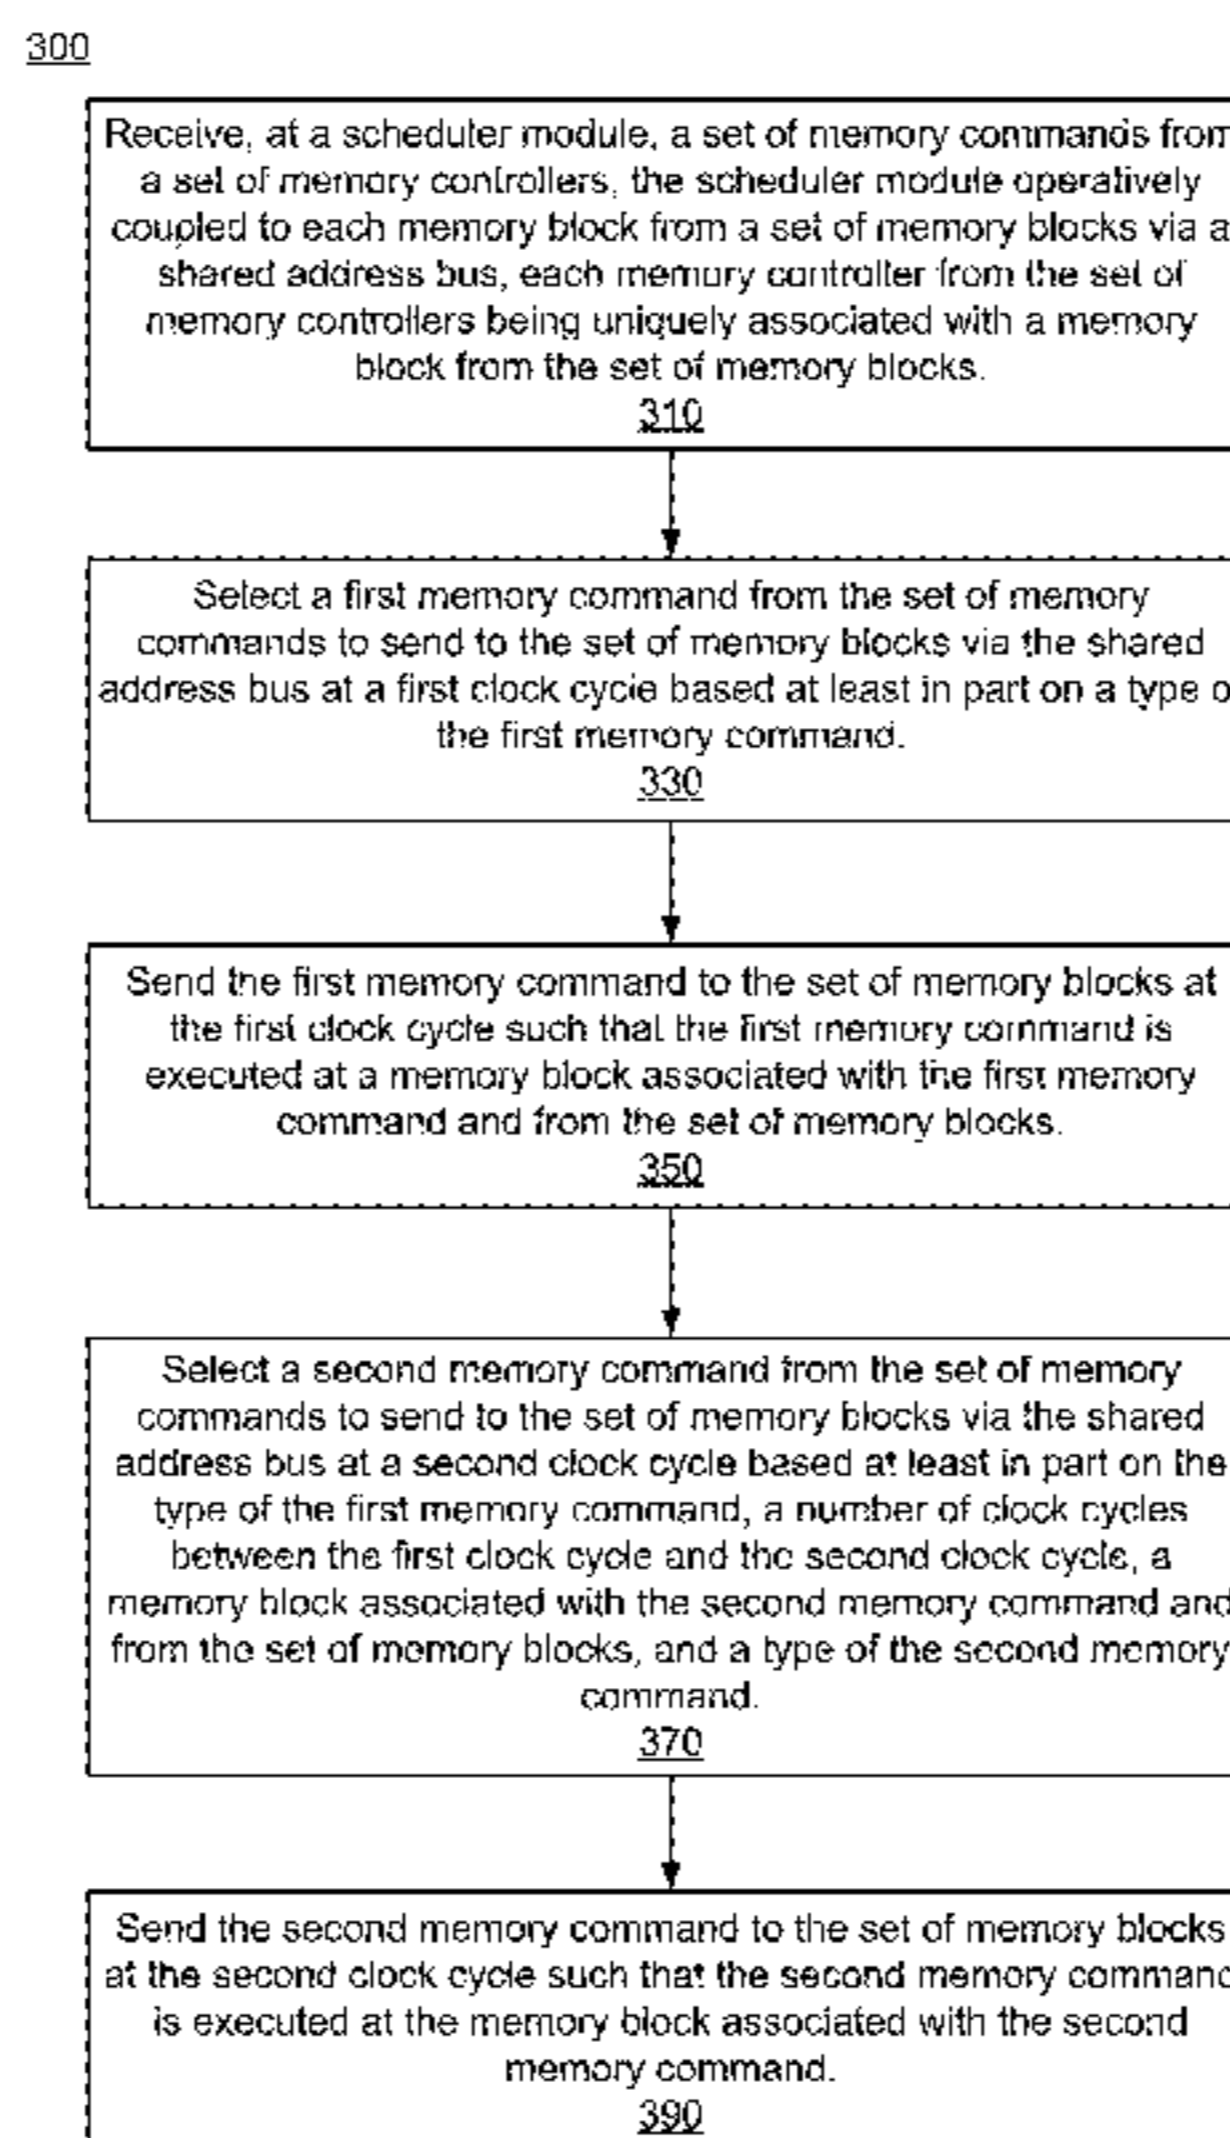 300
Receive, at a scheduler module, a set of memory commands from
a set of memory controllers, the scheduler module operatively
coupled to each memory block from a set of memory blocks via a
shared address bus, each memory controller from the set of
memory controllers being uniquely associated with a memory
block from the set of memory blocks.
310
Select a first memory command from the set of memory
commands to send to the set of memory blocks via the shared
address bus at a first clock cycle based at least in part on a type o
the first memory command.
330
Send the first memory command to the set of memory blocks at
the first clock cycle such that the first memory command is
executed at a memory block associated with the first memory
command and from the set of memory blocks.
350
Select a second memory command from the set of memory
commands to send to the set of memory blocks via the shared
address bus at a second clock cycle based at least in part on the
type of the first memory command, a number of clock cycles
between the first clock cycle and the second clock cycle, a
memory block associated with the second memory command and
from the set of memory blocks, and a type of the second memory
command.
370
Send the second memory command to the set of memory blocks
at the second clock cycle such that the second memory command
is executed at the memory block associated with the second
memory command.
390